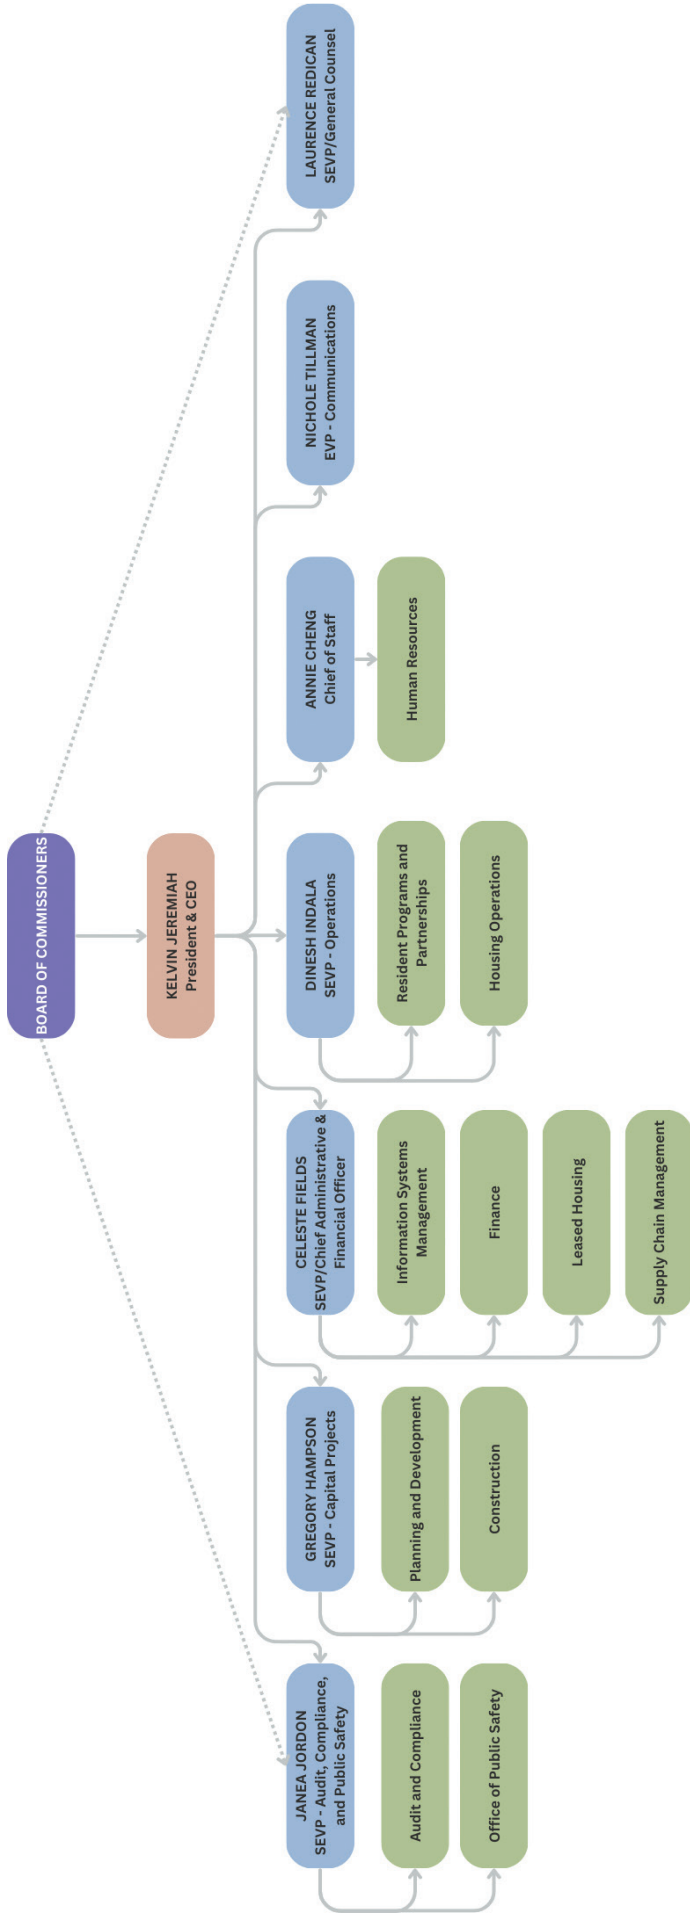 BOARD OF COMMISSIONERS
KELVIN JEREMIAH
President & CEO
JANEA JORDON
SEVP - Audit, Compliance,
and Public Safety
Audit and Compliance
Office of Public Safety
GREGORY HAMPSON
SEVP - Capital Projects
Planning and Development
Construction
CELESTE FIELDS
SEVP/Chief Administrative &
Financial Officer
Information Systems
Management
Finance
Leased Housing
Supply Chain Management
DINESH INDALA
SEVP - Operations
Resident Programs and
Partnerships
Housing Operations
ANNIE CHENG
Chief of Staff
Human Resources
NICHOLE TILLMAN
EVP - Communications
LAURENCE REDICAN
SEVP/General Counsel